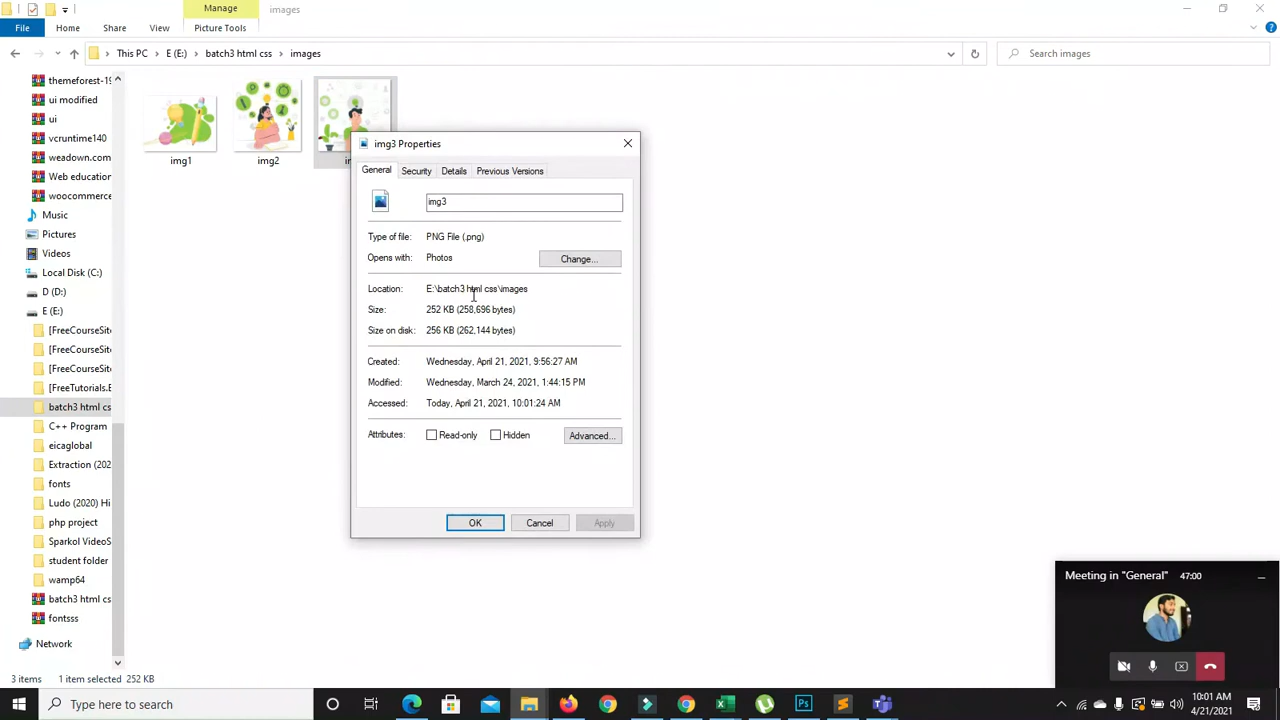 Manage
images
File
Home
Share
View
Picture Tools
This PC
E (E:)
batch3 html css
images
Search images
themeforest-19
ui modified
ui
vcruntime140
weadown.com
Web education
woocommerce
Music
Pictures
Videos
Local Disk (C:)
D (D:)
E (E:)
[FreeCourseSite
[FreeCourseSite
[FreeCourseSite
[FreeTutorials.E
batch3 html cs
C++ Program
eicaglobal
Extraction (202
fonts
Ludo (2020) Hi
php project
Sparkol VideoS
student folder
wamp64
batch3 html cs
fontsss
Network
img1
img2
img3 Properties
General
Security
Details
Previous Versions
img3
Type of file: PNG File (.png)
Opens with: Photos
Change...
Location: E:\batch3 html css\images
Size: 252 KB (258,696 bytes)
Size on disk: 256 KB (262,144 bytes)
Created: Wednesday, April 21, 2021, 9:56:27 AM
Modified: Wednesday, March 24, 2021, 1:44:15 PM
Accessed: Today, April 21, 2021, 10:01:24 AM
Attributes: Read-only Hidden
Advanced...
OK
Cancel
Apply
Meeting in "General" 47:00
3 items 1 item selected 252 KB
Type here to search
Ps
10:01 AM
4/21/2021